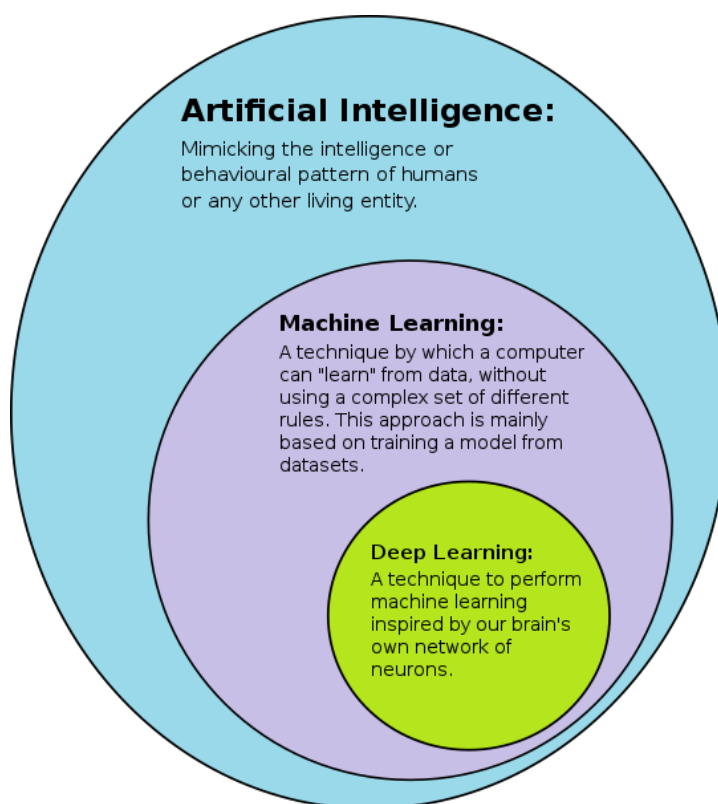 Artificial Intelligence:
Mimicking the intelligence or
behavioural pattern of humans
or any other living entity.
Machine Learning:
A technique by which a computer
can "learn" from data, without
using a complex set of different
rules. This approach is mainly
based on training a model from
datasets.
Deep Learning:
A technique to perform
machine learning
inspired by our brain's
own network of
neurons.